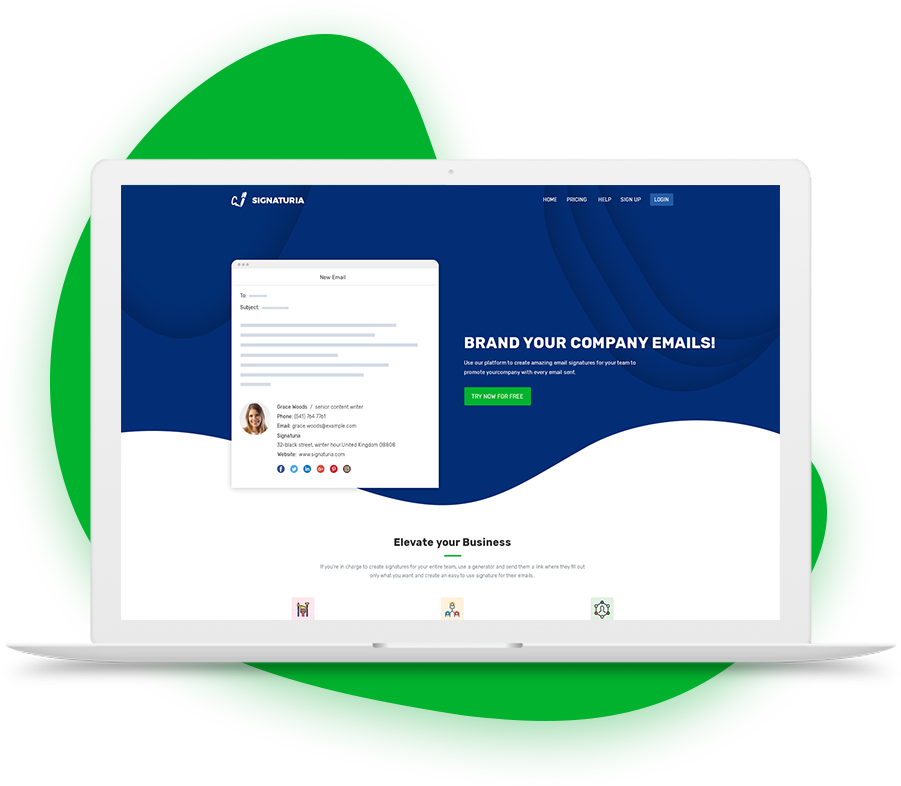 SIGNATURIA
HOME PRICING HELP SIGN UP LOGIN
New Email
To:
Subject:
Grace Woods / senior content writer
Phone: (541) 764 7761
Email: grace.woods@example.com
Signaturia
32-black street, winter hour.United Kingdom 08808
Website: www.signaturia.com
BRAND YOUR COMPANY EMAILS!
Use our platform to create amazing email signatures for your team to
promote yourcompany with every email sent.
TRY NOW FOR FREE
Elevate your Business
If you're in charge to create signatures for your entire team, use a generator and send them a link where they fill out
only what you want and create an easy to use signature for their emails.